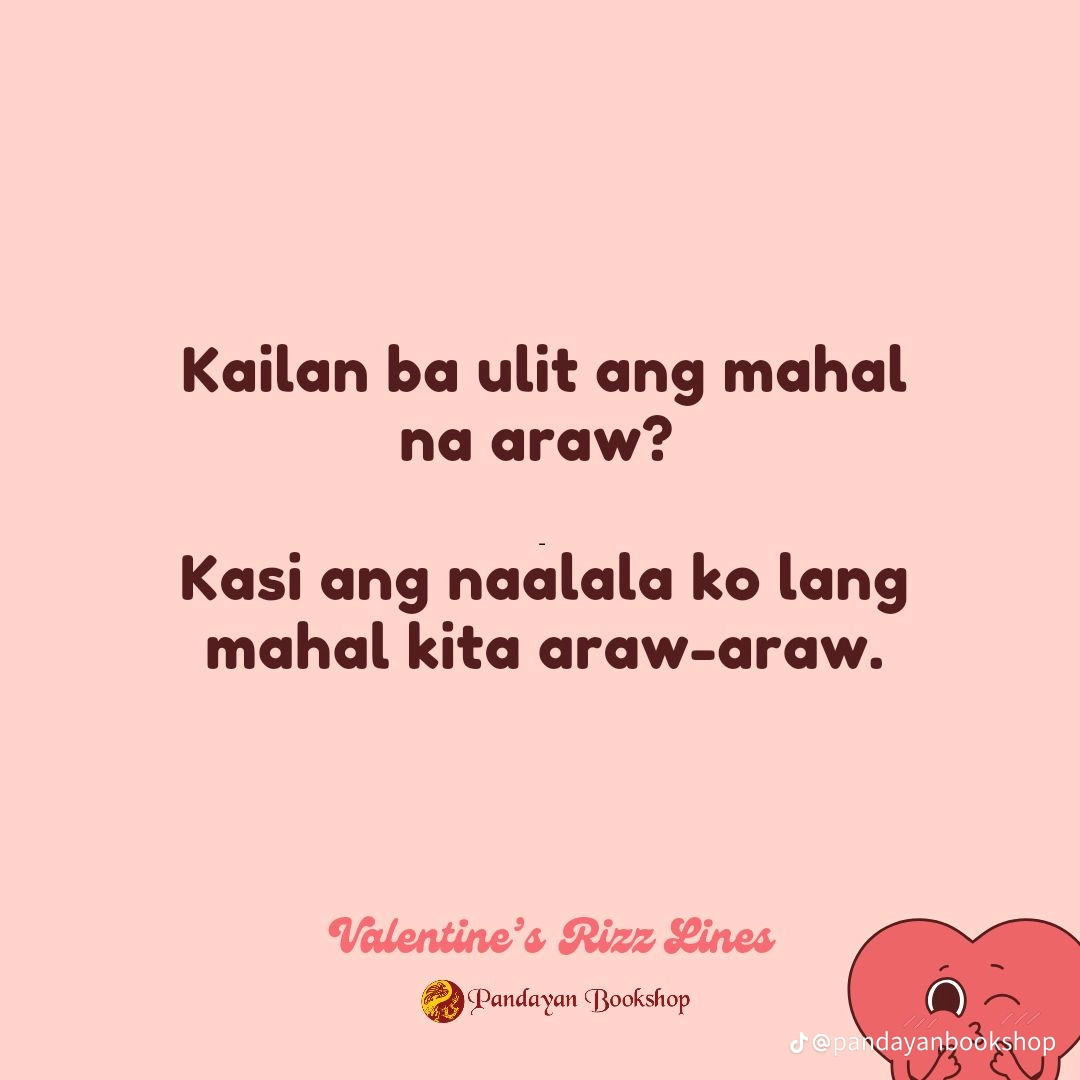 Kailan ba ulit ang mahal
na araw?
-
Kasi ang naalala ko lang
mahal kita araw-araw.
Valentine's Rizz Lines
Pandayan Bookshop
@pandayanbookshop